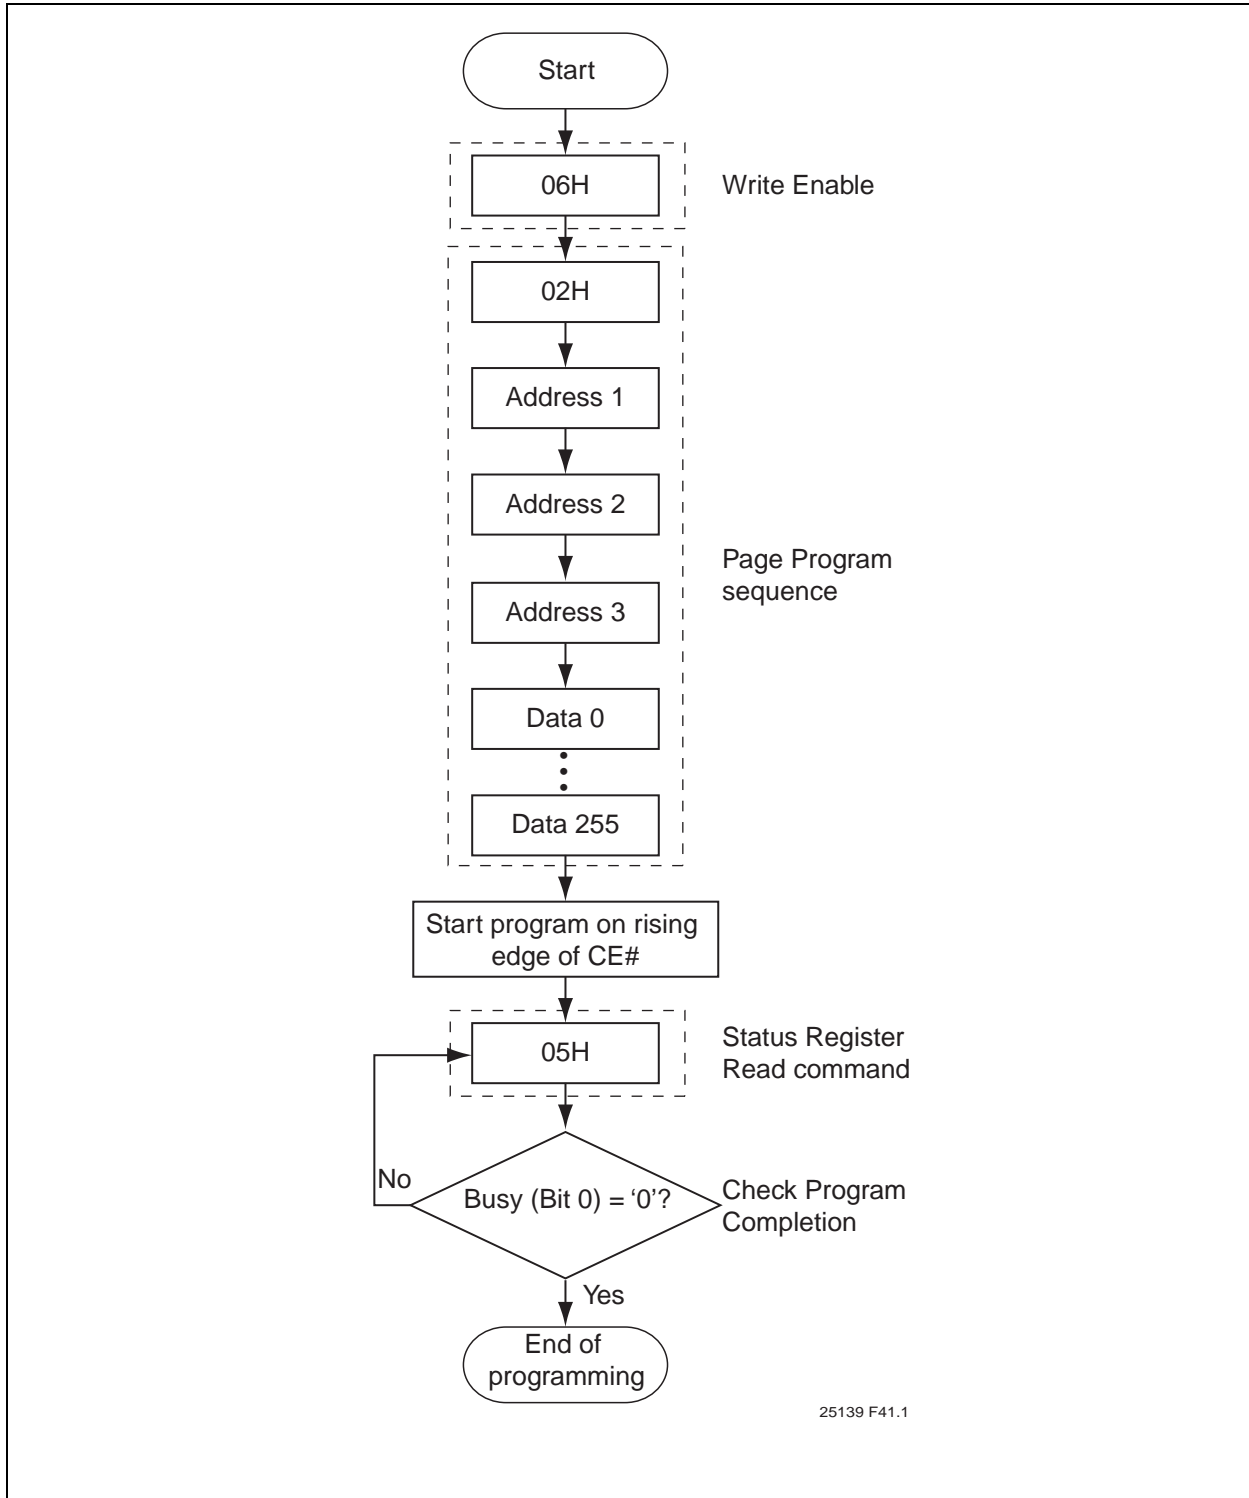 Start
06H
Write Enable
02H
Address 1
Address 2
Address 3
Page Program
sequence
Data 0
Data 255
Start program on rising
edge of CE#
05H
Status Register
Read command
No
Busy (Bit 0) = ‘0’?
Check Program
Completion
Yes
End of
programming
25139 F41.1